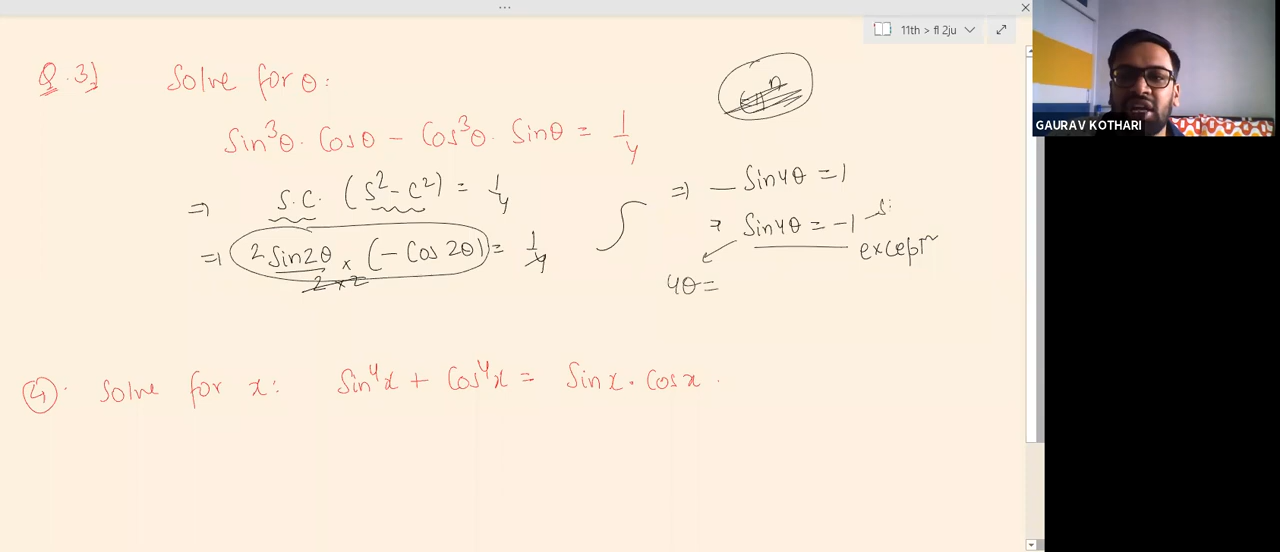 11th > fl 2ju
GAURAV KOTHARI
Q.3) Solve for θ:
Sin³θ. Cosθ - Cos³θ. Sinθ = 1/4
⇒ S.C. (S² - C²) = 1/4
⇒ 2 Sin2θ × (- Cos 2θ) = 1/4
2 × 2
⇒ - Sin4θ = 1
⇒ Sin4θ = -1
exceptⁿ
4θ =
4). Solve for x: Sin⁴x + Cos⁴x = Sinx . Cosx .